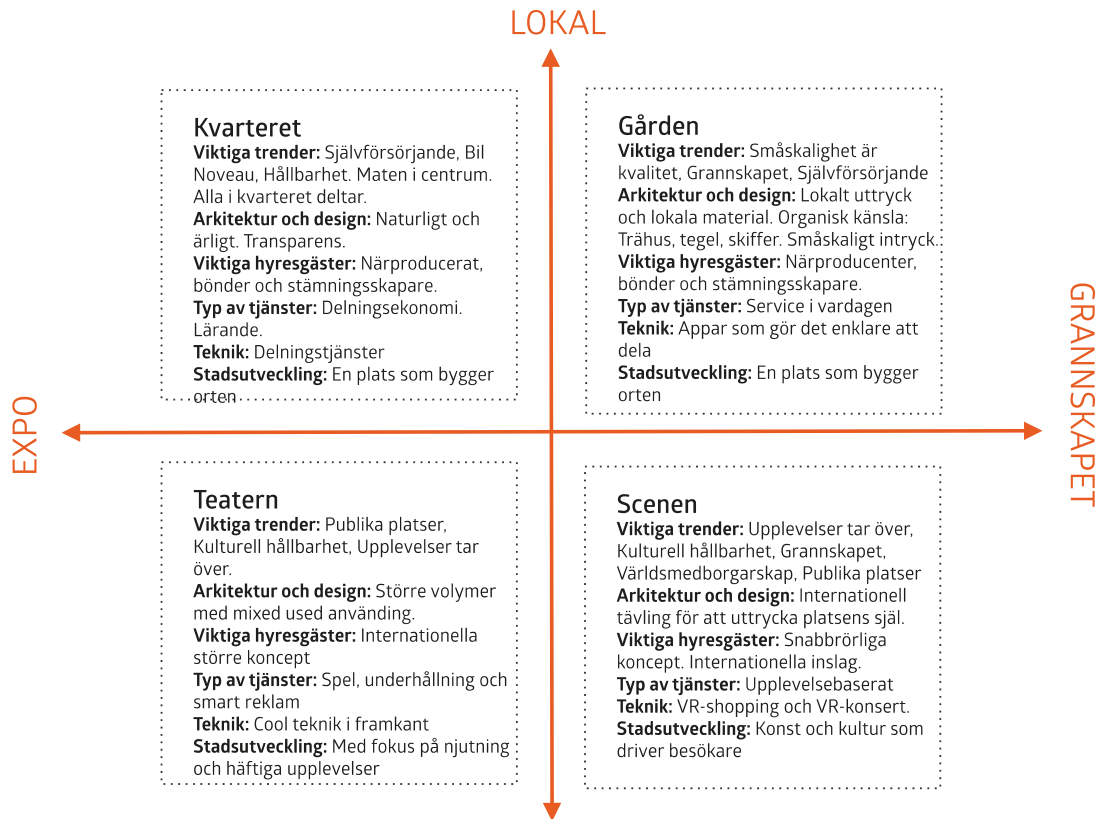 LOKAL
Kvarteret
Viktiga trender: Självförsörjande, Bil
Noveau, Hållbarhet. Maten i centrum.
Alla i kvarteret deltar.
Arkitektur och design: Naturligt och
ärligt. Transparens.
Viktiga hyresgäster: Närproducerat,
bönder och stämningsskapare.
Typ av tjänster: Delningsekonomi.
Lärande.
Teknik: Delningstjänster
Stadsutveckling: En plats som bygger
orten
Gården
Viktiga trender: Småskalighet är
kvalitet, Grannskapet, Självförsörjande
Arkitektur och design: Lokalt uttryck
och lokala material. Organisk känsla:
Trähus, tegel, skiffer. Småskaligt intryck.
Viktiga hyresgäster: Närproducenter,
bönder och stämningsskapare.
Typ av tjänster: Service i vardagen
Teknik: Appar som gör det enklare att
dela
Stadsutveckling: En plats som bygger
orten
EXPO
GRANNSKAPET
Teatern
Viktiga trender: Publika platser,
Kulturell hållbarhet, Upplevelser tar
över.
Arkitektur och design: Större volymer
med mixed used använding.
Viktiga hyresgäster: Internationella
större koncept
Typ av tjänster: Spel, underhållning och
smart reklam
Teknik: Cool teknik i framkant
Stadsutveckling: Med fokus på njutning
och häftiga upplevelser
Scenen
Viktiga trender: Upplevelser tar över,
Kulturell hållbarhet, Grannskapet,
Världsmedborgarskap, Publika platser
Arkitektur och design: Internationell
tävling för att uttrycka platsens själ.
Viktiga hyresgäster: Snabbrörliga
koncept. Internationella inslag.
Typ av tjänster: Upplevelsebaserat
Teknik: VR-shopping och VR-konsert.
Stadsutveckling: Konst och kultur som
driver besökare